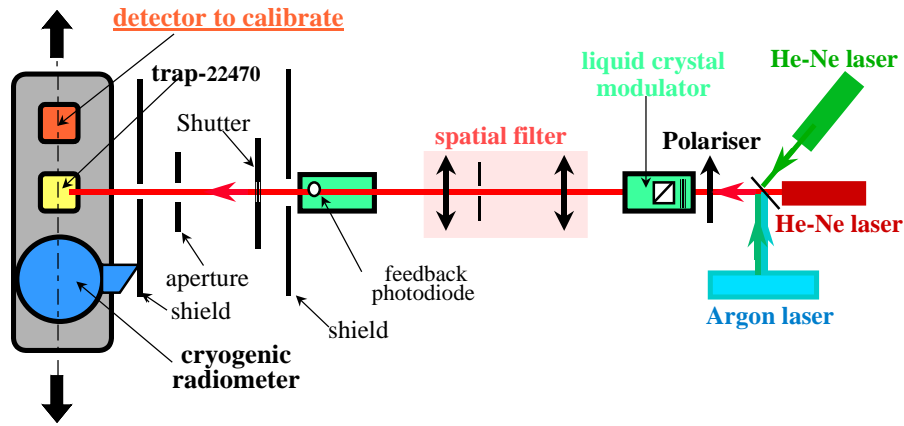 detector to calibrate
trap-22470
Shutter
spatial filter
liquid crystal
modulator
He-Ne laser
Polariser
He-Ne laser
aperture
shield
feedback
photodiode
shield
Argon laser
cryogenic
radiometer